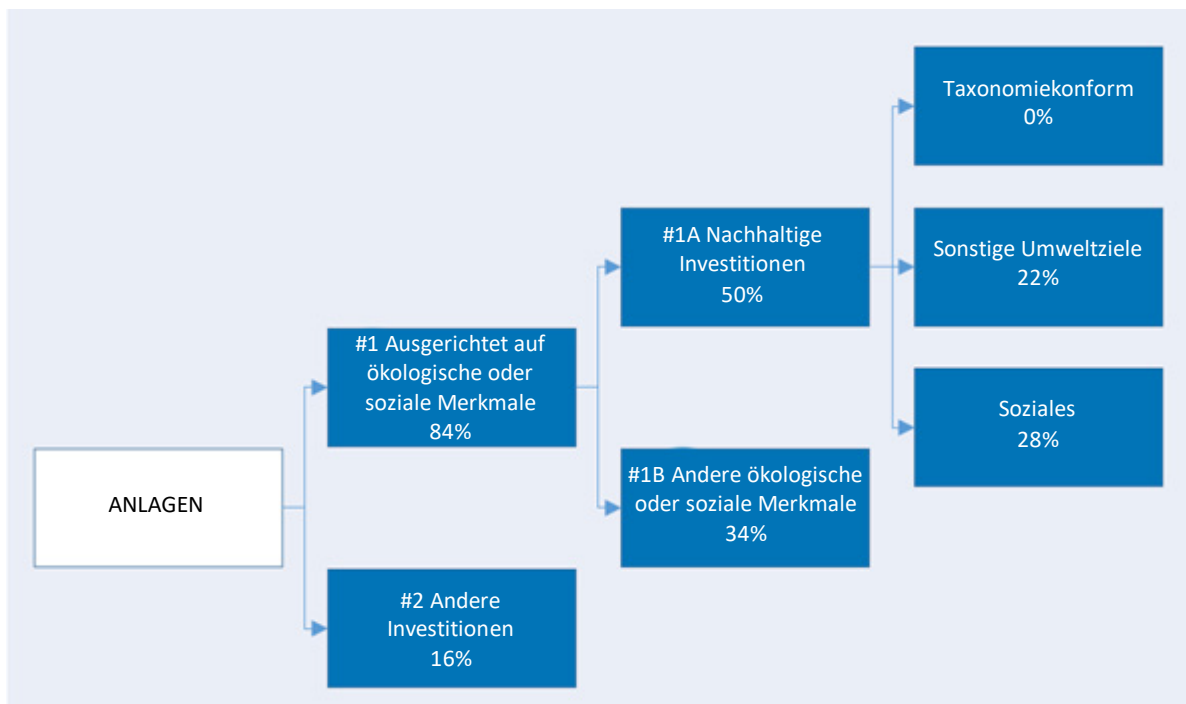 ANLAGEN
#1 Ausgerichtet auf
ökologische oder
soziale Merkmale
84%
#2 Andere
Investitionen
16%
#1A Nachhaltige
Investitionen
50%
#1B Andere ökologische
oder soziale Merkmale
34%
Taxonomiekonform
0%
Sonstige Umweltziele
22%
Soziales
28%